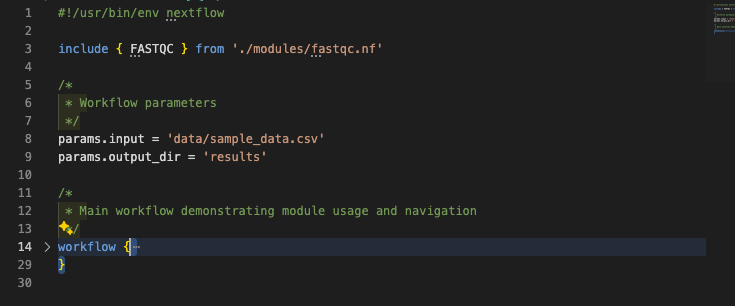 1 #!/usr/bin/env nextflow
2
3 include { FASTQC } from './modules/fastqc.nf'
4
5 /*
6  * Workflow parameters
7  */
8 params.input = 'data/sample_data.csv'
9 params.output_dir = 'results'
10
11 /*
12  * Main workflow demonstrating module usage and navigation
13 */
14 workflow {⋯
29 }
30